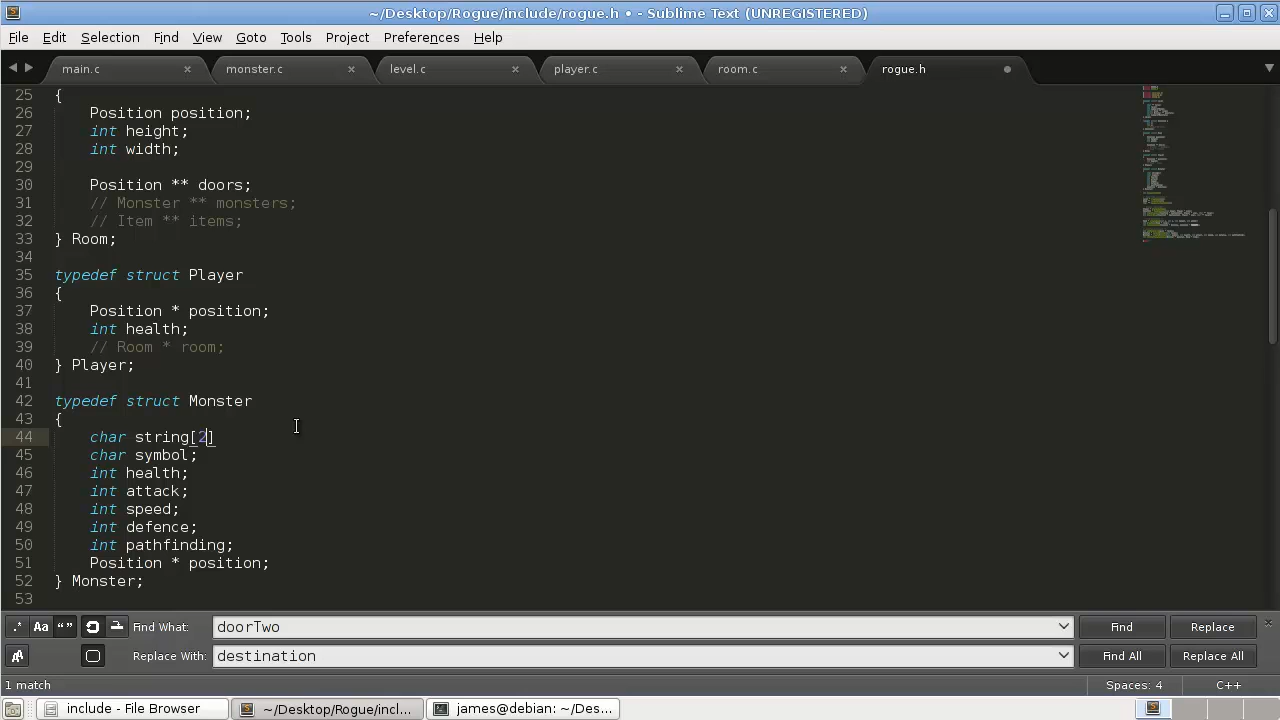 ~/Desktop/Rogue/include/rogue.h • - Sublime Text (UNREGISTERED)
File Edit Selection Find View Goto Tools Project Preferences Help
main.c monster.c level.c player.c room.c rogue.h
25 {
26 Position position;
27 int height;
28 int width;
29
30 Position ** doors;
31 // Monster ** monsters;
32 // Item ** items;
33 } Room;
34
35 typedef struct Player
36 {
37 Position * position;
38 int health;
39 // Room * room;
40 } Player;
41
42 typedef struct Monster
43 {
44 char string[2]
45 char symbol;
46 int health;
47 int attack;
48 int speed;
49 int defence;
50 int pathfinding;
51 Position * position;
52 } Monster;
53
.* Aa “” Find What: doorTwo Find Replace
Replace With: destination Find All Replace All
1 match Spaces: 4 C++
include - File Browser ~/Desktop/Rogue/incl... james@debian: ~/Des...